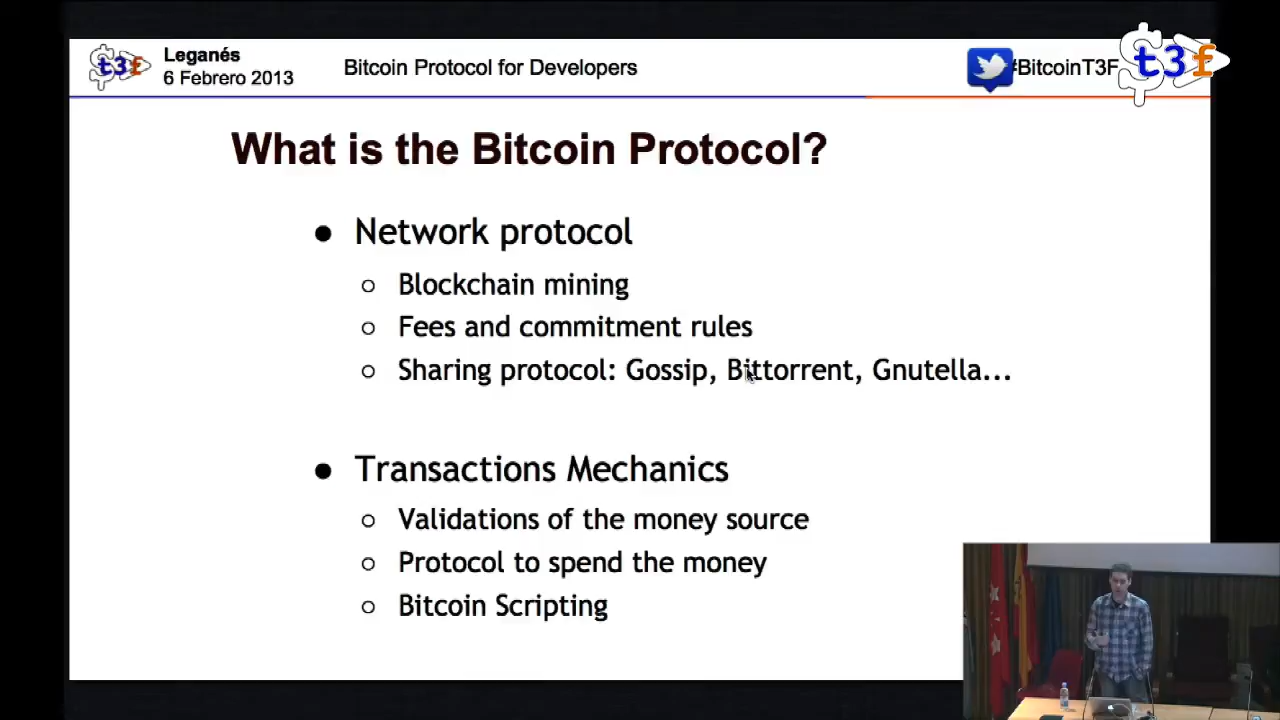 t3f
Leganés
6 Febrero 2013
Bitcoin Protocol for Developers
#BitcoinT3F
t3f
What is the Bitcoin Protocol?
● Network protocol
○ Blockchain mining
○ Fees and commitment rules
○ Sharing protocol: Gossip, Bittorrent, Gnutella...
● Transactions Mechanics
○ Validations of the money source
○ Protocol to spend the money
○ Bitcoin Scripting